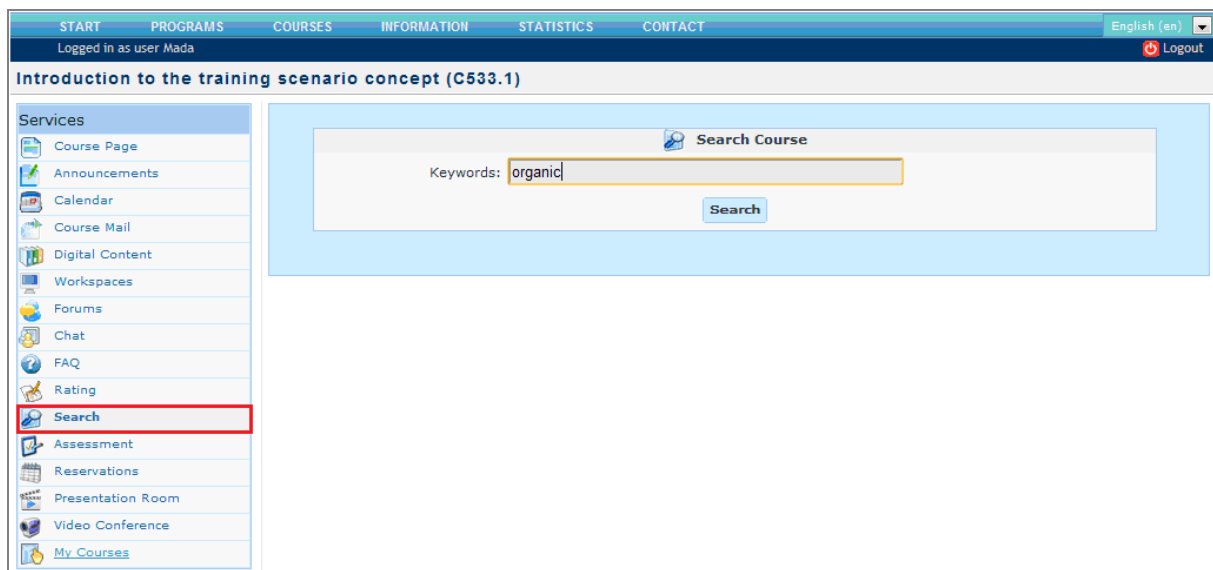 START PROGRAMS COURSES INFORMATION STATISTICS CONTACT English (en)
Logged in as user Mada Logout
Introduction to the training scenario concept (C533.1)
Services
Course Page
Announcements
Calendar
Course Mail
Digital Content
Workspaces
Forums
Chat
FAQ
Rating
Search
Assessment
Reservations
Presentation Room
Video Conference
My Courses
Search Course
Keywords: organic
Search